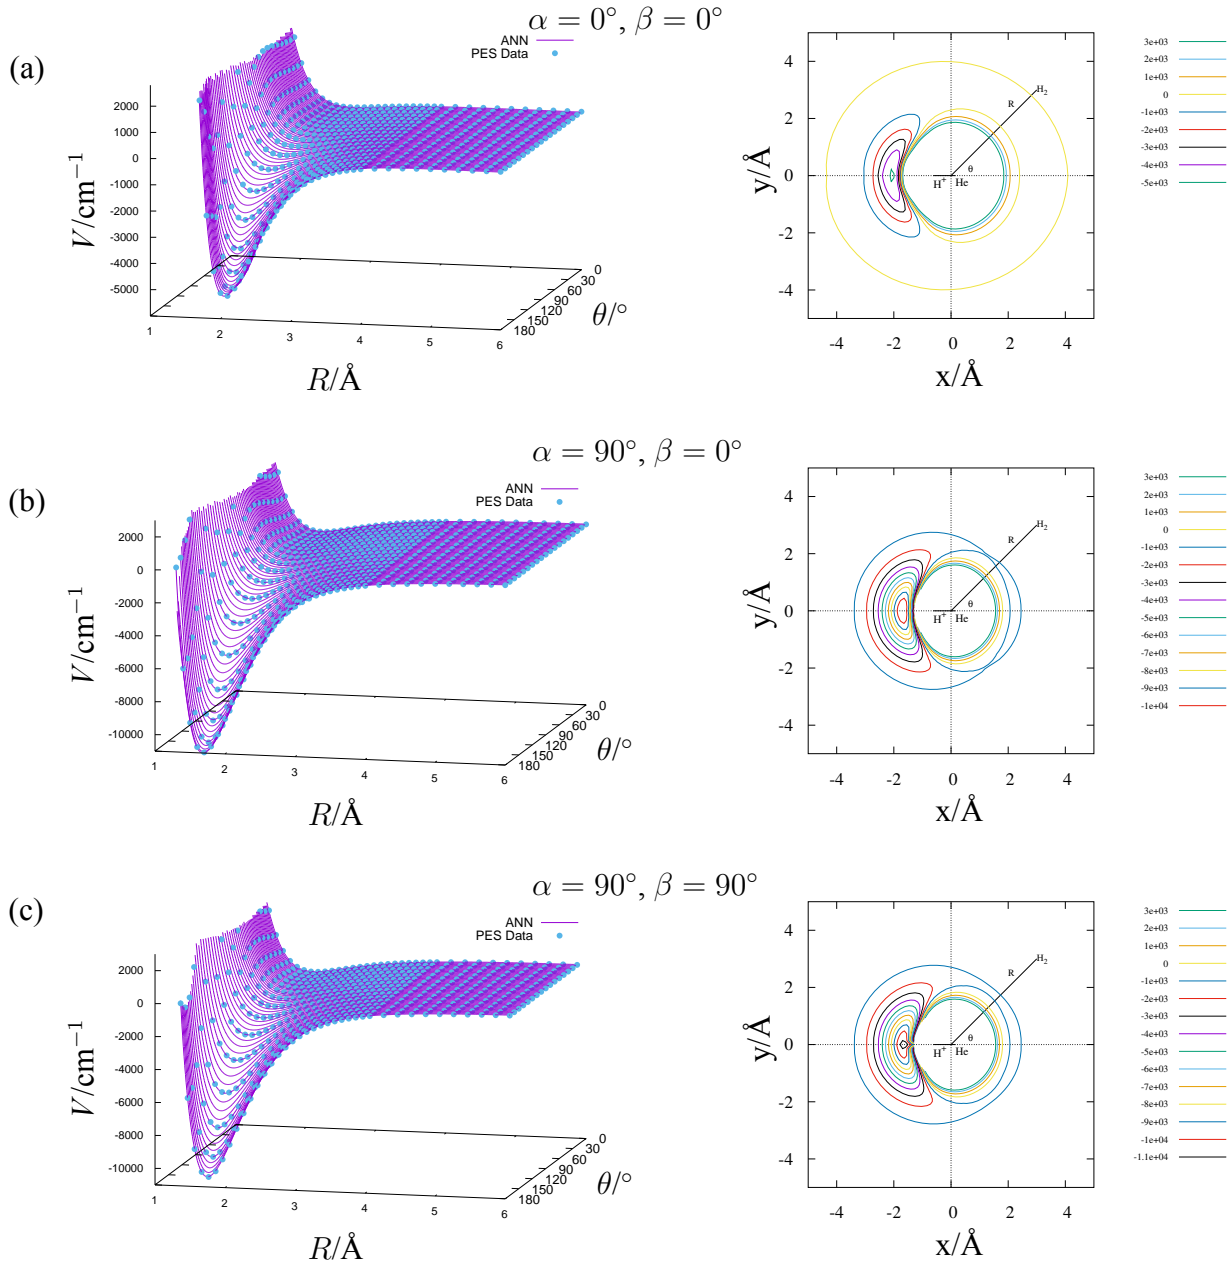 α = 0°, β = 0°
(a)
ANN
PES Data
2000
1000
0
-1000
-2000
-3000
-4000
-5000
V/cm⁻¹
1
2
3
4
5
6
R/Å
0
30
60
90
120
150
180
θ/°
4
2
0
-2
-4
y/Å
-4 -2 0 2 4
x/Å
H₂
R
θ
H⁺ He
3e+03
2e+03
1e+03
0
-1e+03
-2e+03
-3e+03
-4e+03
-5e+03
α = 90°, β = 0°
(b)
ANN
PES Data
2000
0
-2000
-4000
-6000
-8000
-10000
V/cm⁻¹
1
2
3
4
5
6
R/Å
0
30
60
90
120
150
180
θ/°
4
2
0
-2
-4
y/Å
-4 -2 0 2 4
x/Å
H₂
R
θ
H⁺ He
3e+03
2e+03
1e+03
0
-1e+03
-2e+03
-3e+03
-4e+03
-5e+03
-6e+03
-7e+03
-8e+03
-9e+03
-1e+04
α = 90°, β = 90°
(c)
ANN
PES Data
2000
0
-2000
-4000
-6000
-8000
-10000
V/cm⁻¹
1
2
3
4
5
6
R/Å
0
30
60
90
120
150
180
θ/°
4
2
0
-2
-4
y/Å
-4 -2 0 2 4
x/Å
H₂
R
θ
H⁺ He
3e+03
2e+03
1e+03
0
-1e+03
-2e+03
-3e+03
-4e+03
-5e+03
-6e+03
-7e+03
-8e+03
-9e+03
-1e+04
-1.1e+04